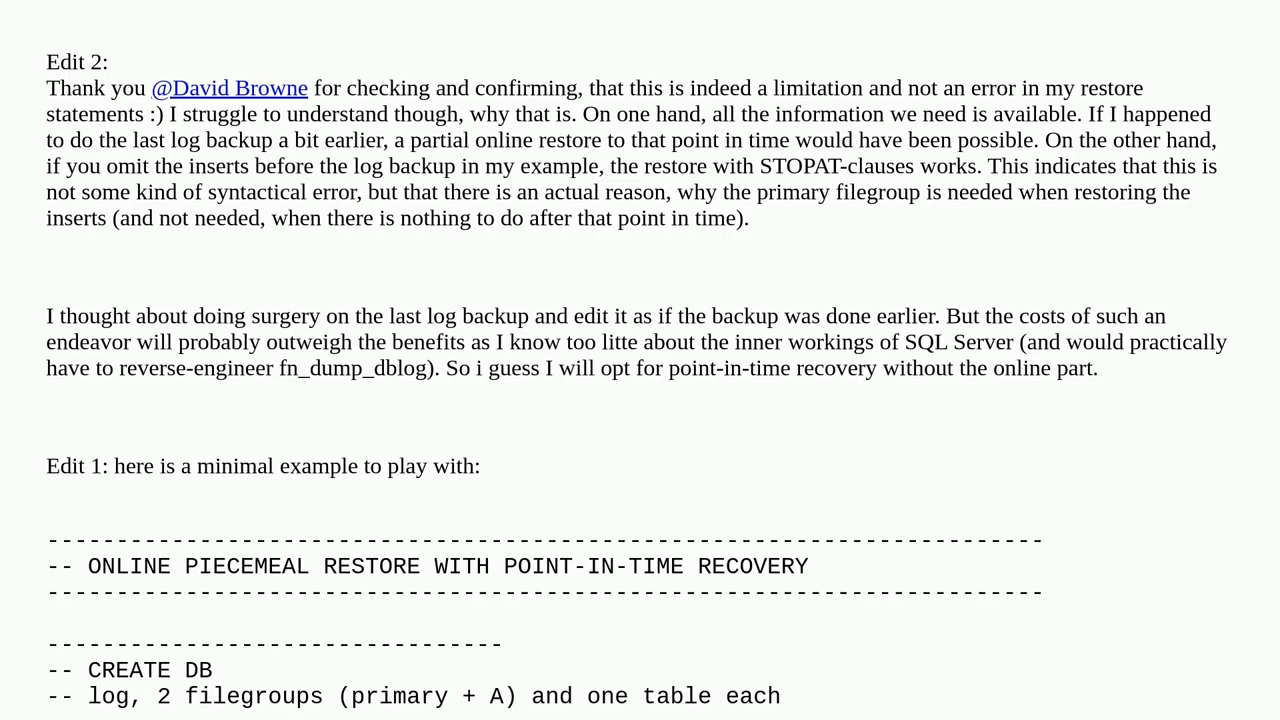 Edit 2:
Thank you @David Browne for checking and confirming, that this is indeed a limitation and not an error in my restore
statements :) I struggle to understand though, why that is. On one hand, all the information we need is available. If I happened
to do the last log backup a bit earlier, a partial online restore to that point in time would have been possible. On the other hand,
if you omit the inserts before the log backup in my example, the restore with STOPAT-clauses works. This indicates that this is
not some kind of syntactical error, but that there is an actual reason, why the primary filegroup is needed when restoring the
inserts (and not needed, when there is nothing to do after that point in time).
I thought about doing surgery on the last log backup and edit it as if the backup was done earlier. But the costs of such an
endeavor will probably outweigh the benefits as I know too litte about the inner workings of SQL Server (and would practically
have to reverse-engineer fn_dump_dblog). So i guess I will opt for point-in-time recovery without the online part.
Edit 1: here is a minimal example to play with:
------------------------------------------------------------------------
-- ONLINE PIECEMEAL RESTORE WITH POINT-IN-TIME RECOVERY
------------------------------------------------------------------------
---------------------------------
-- CREATE DB
-- log, 2 filegroups (primary + A) and one table each